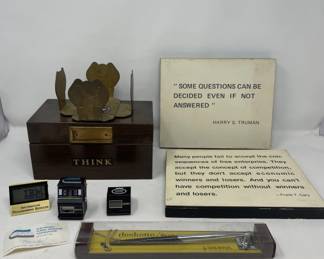 "SOME QUESTIONS CAN BE
DECIDED EVEN IF NOT
ANSWERED"
HARRY S. TRUMAN
THINK
Many people fail to accept the con-
sequences of free enterprise. They
accept the concept of competition,
but they don't accept economic
winners and losers. And you can't
have competition without winners
and losers.
—Frank T. Cary